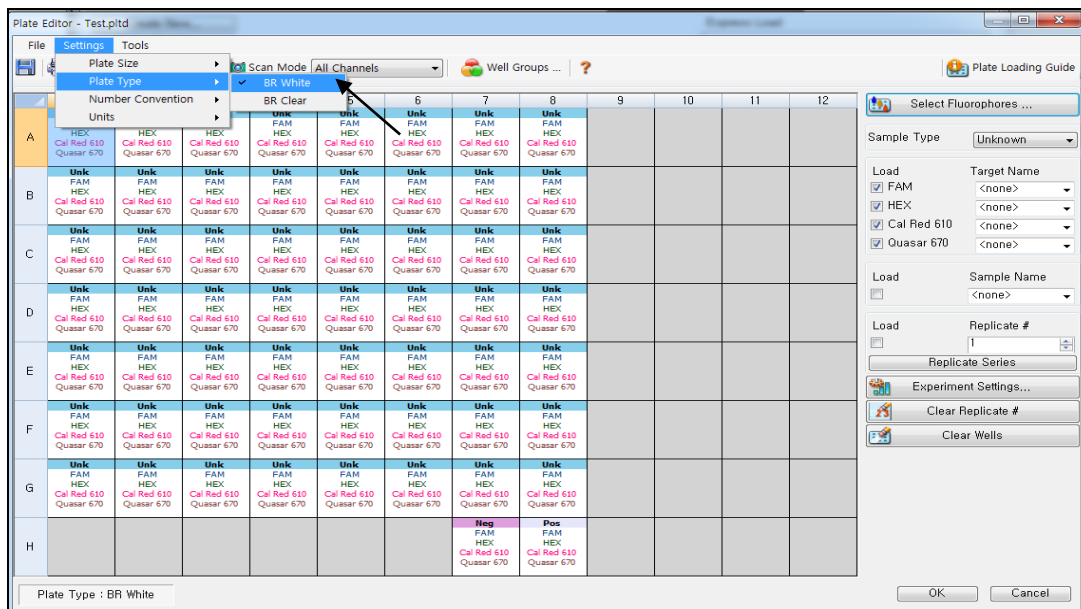 Plate Editor - Test.pltd
File Settings Tools
Plate Size
Plate Type
Number Convention
Units
BR White
BR Clear
Scan Mode All Channels
Well Groups ...
?
Plate Loading Guide
5 6 7 8 9 10 11 12
A
Unk Unk Unk Unk Unk
FAM FAM FAM FAM FAM
HEX HEX HEX HEX HEX HEX HEX HEX
Cal Red 610 Cal Red 610 Cal Red 610 Cal Red 610 Cal Red 610 Cal Red 610 Cal Red 610 Cal Red 610
Quasar 670 Quasar 670 Quasar 670 Quasar 670 Quasar 670 Quasar 670 Quasar 670 Quasar 670
B
Unk Unk Unk Unk Unk Unk Unk Unk
FAM FAM FAM FAM FAM FAM FAM FAM
HEX HEX HEX HEX HEX HEX HEX HEX
Cal Red 610 Cal Red 610 Cal Red 610 Cal Red 610 Cal Red 610 Cal Red 610 Cal Red 610 Cal Red 610
Quasar 670 Quasar 670 Quasar 670 Quasar 670 Quasar 670 Quasar 670 Quasar 670 Quasar 670
C
Unk Unk Unk Unk Unk Unk Unk Unk
FAM FAM FAM FAM FAM FAM FAM FAM
HEX HEX HEX HEX HEX HEX HEX HEX
Cal Red 610 Cal Red 610 Cal Red 610 Cal Red 610 Cal Red 610 Cal Red 610 Cal Red 610 Cal Red 610
Quasar 670 Quasar 670 Quasar 670 Quasar 670 Quasar 670 Quasar 670 Quasar 670 Quasar 670
D
Unk Unk Unk Unk Unk Unk Unk Unk
FAM FAM FAM FAM FAM FAM FAM FAM
HEX HEX HEX HEX HEX HEX HEX HEX
Cal Red 610 Cal Red 610 Cal Red 610 Cal Red 610 Cal Red 610 Cal Red 610 Cal Red 610 Cal Red 610
Quasar 670 Quasar 670 Quasar 670 Quasar 670 Quasar 670 Quasar 670 Quasar 670 Quasar 670
E
Unk Unk Unk Unk Unk Unk Unk Unk
FAM FAM FAM FAM FAM FAM FAM FAM
HEX HEX HEX HEX HEX HEX HEX HEX
Cal Red 610 Cal Red 610 Cal Red 610 Cal Red 610 Cal Red 610 Cal Red 610 Cal Red 610 Cal Red 610
Quasar 670 Quasar 670 Quasar 670 Quasar 670 Quasar 670 Quasar 670 Quasar 670 Quasar 670
F
Unk Unk Unk Unk Unk Unk Unk Unk
FAM FAM FAM FAM FAM FAM FAM FAM
HEX HEX HEX HEX HEX HEX HEX HEX
Cal Red 610 Cal Red 610 Cal Red 610 Cal Red 610 Cal Red 610 Cal Red 610 Cal Red 610 Cal Red 610
Quasar 670 Quasar 670 Quasar 670 Quasar 670 Quasar 670 Quasar 670 Quasar 670 Quasar 670
G
Unk Unk Unk Unk Unk Unk Unk Unk
FAM FAM FAM FAM FAM FAM FAM FAM
HEX HEX HEX HEX HEX HEX HEX HEX
Cal Red 610 Cal Red 610 Cal Red 610 Cal Red 610 Cal Red 610 Cal Red 610 Cal Red 610 Cal Red 610
Quasar 670 Quasar 670 Quasar 670 Quasar 670 Quasar 670 Quasar 670 Quasar 670 Quasar 670
H
Neg Pos
FAM FAM
HEX HEX
Cal Red 610 Cal Red 610
Quasar 670 Quasar 670
Select Fluorophores ...
Sample Type Unknown
Load Target Name
FAM <none>
HEX <none>
Cal Red 610 <none>
Quasar 670 <none>
Load Sample Name
<none>
Load Replicate #
1
Replicate Series
Experiment Settings...
Clear Replicate #
Clear Wells
Plate Type : BR White
OK Cancel